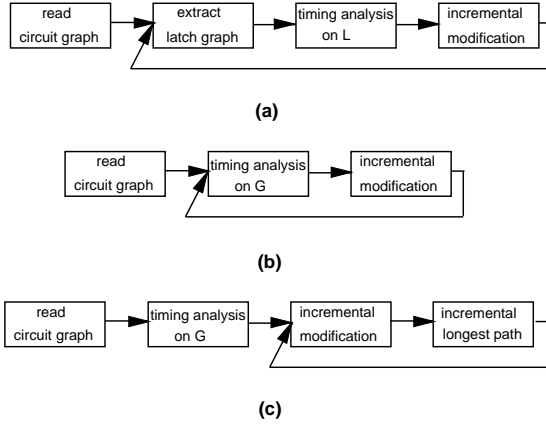 read
circuit graph
extract
latch graph
timing analysis
on L
incremental
modification
(a)
read
circuit graph
timing analysis
on G
incremental
modification
(b)
read
circuit graph
timing analysis
on G
incremental
modification
incremental
longest path
(c)